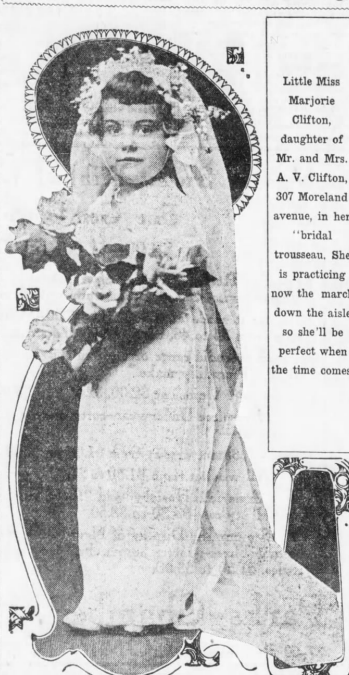 Little Miss
Marjorie
Clifton,
daughter of
Mr. and Mrs.
A. V. Clifton,
307 Moreland
avenue, in her
"bridal
trousseau. She
is practicing
now the march
down the aisle
so she'll be
perfect when
the time comes